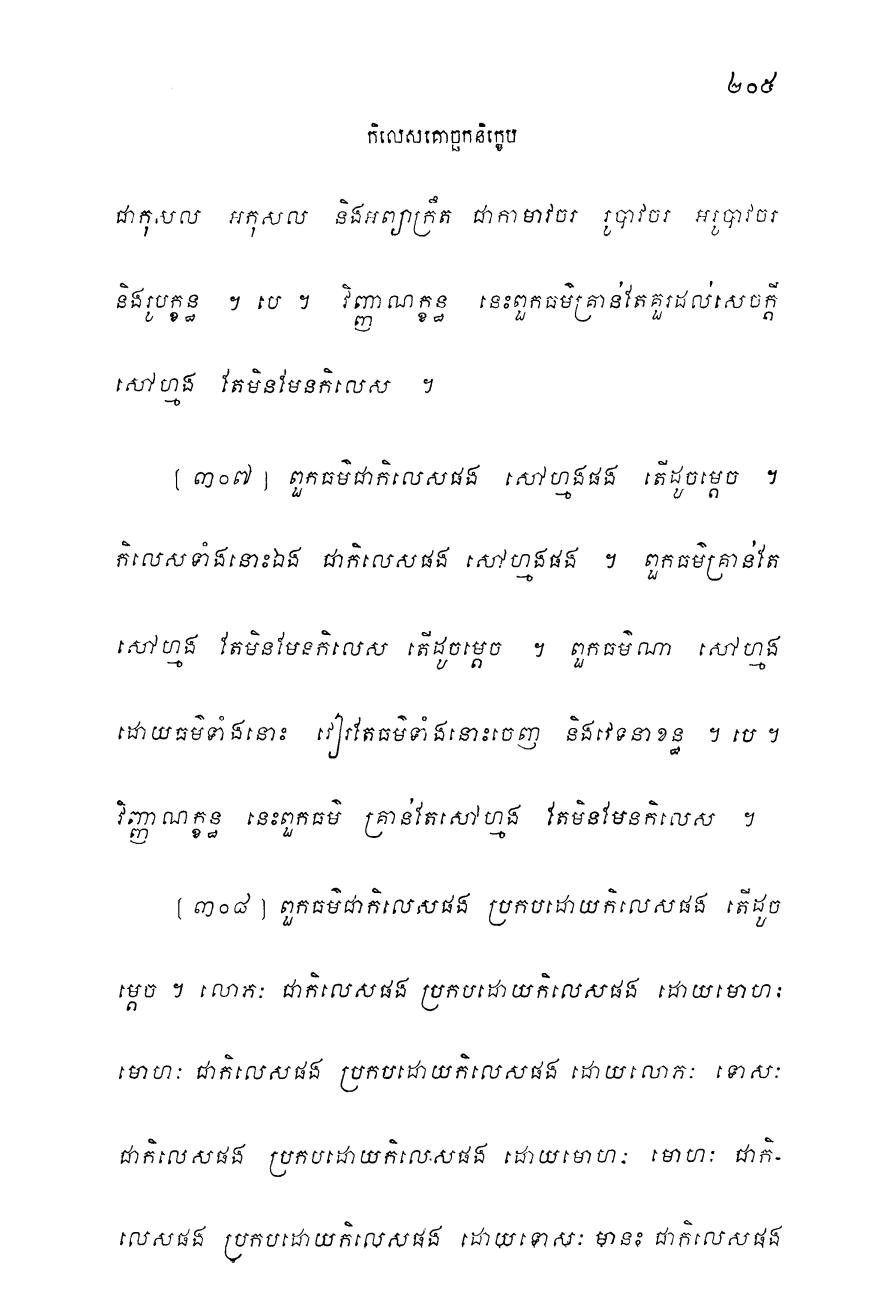 ២០៥
កិលេសគោច្ឆកនិក្ខេប
ជាកុសល អកុសល និងអព្យាក្រឹត ជាកាមាវចរ រូបាវចរ អរូបាវចរ
និងរូបក្ខន្ធ ។ បេ ។ វិញ្ញាណក្ខន្ធ នេះពួកធម៌គ្រាន់តែគួរដល់សេចក្តី
សៅហ្មង តែមិនមែនកិលេស ។
[ ៣០៧ ] ពួកធម៌ជាកិលេសផង សៅហ្មងផង តើដូចម្តេច ។
កិលេសទាំងនោះឯង ជាកិលេសផង សៅហ្មងផង ។ ពួកធម៌គ្រាន់តែ
សៅហ្មង តែមិនមែនកិលេស តើដូចម្តេច ។ ពួកធម៌ណា សៅហ្មង
ដោយធម៌ទាំងនោះ វៀរតែធម៌ទាំងនោះចេញ និងវេទនាខន្ធ ។ បេ ។
វិញ្ញាណក្ខន្ធ នេះពួកធម៌ គ្រាន់តែសៅហ្មង តែមិនមែនកិលេស ។
[ ៣០៨ ] ពួកធម៌ជាកិលេសផង ប្រកបដោយកិលេសផង តើដូច
ម្តេច ។ លោភៈ ជាកិលេសផង ប្រកបដោយកិលេសផង ដោយមោហៈ
មោហៈ ជាកិលេសផង ប្រកបដោយកិលេសផង ដោយលោភៈ ទោសៈ
ជាកិលេសផង ប្រកបដោយកិលេសផង ដោយមោហៈ មោហៈ ជាកិ-
លេសផង ប្រកបដោយកិលេសផង ដោយទោសៈ មានះ ជាកិលេសផង